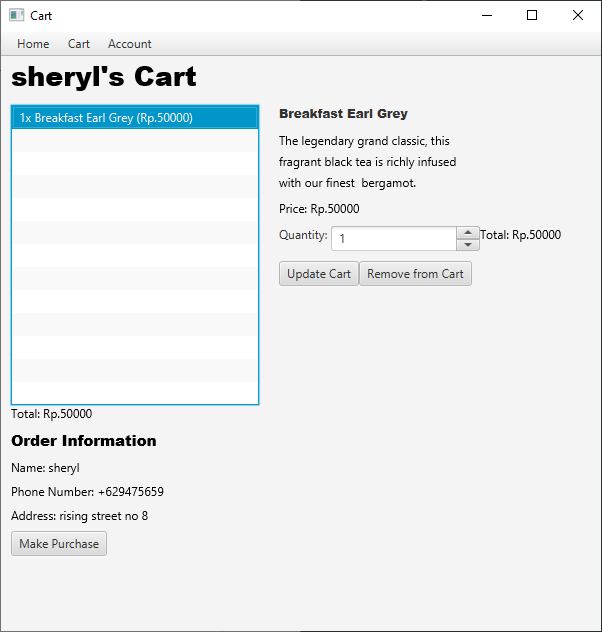 Cart
Home Cart Account
sheryl's Cart
1x Breakfast Earl Grey (Rp.50000)
Total: Rp.50000
Breakfast Earl Grey
The legendary grand classic, this
fragrant black tea is richly infused
with our finest  bergamot.
Price: Rp.50000
Quantity: 1 Total: Rp.50000
Update Cart Remove from Cart
Order Information
Name: sheryl
Phone Number: +629475659
Address: rising street no 8
Make Purchase